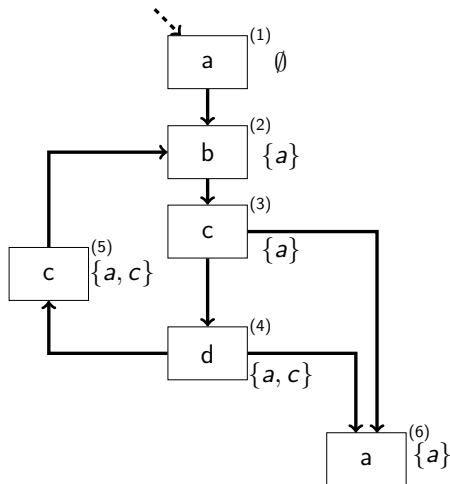 (1)
a ∅
(2)
b {a}
(3)
c {a}
(5)
c {a, c}
(4)
d {a, c}
(6)
a {a}